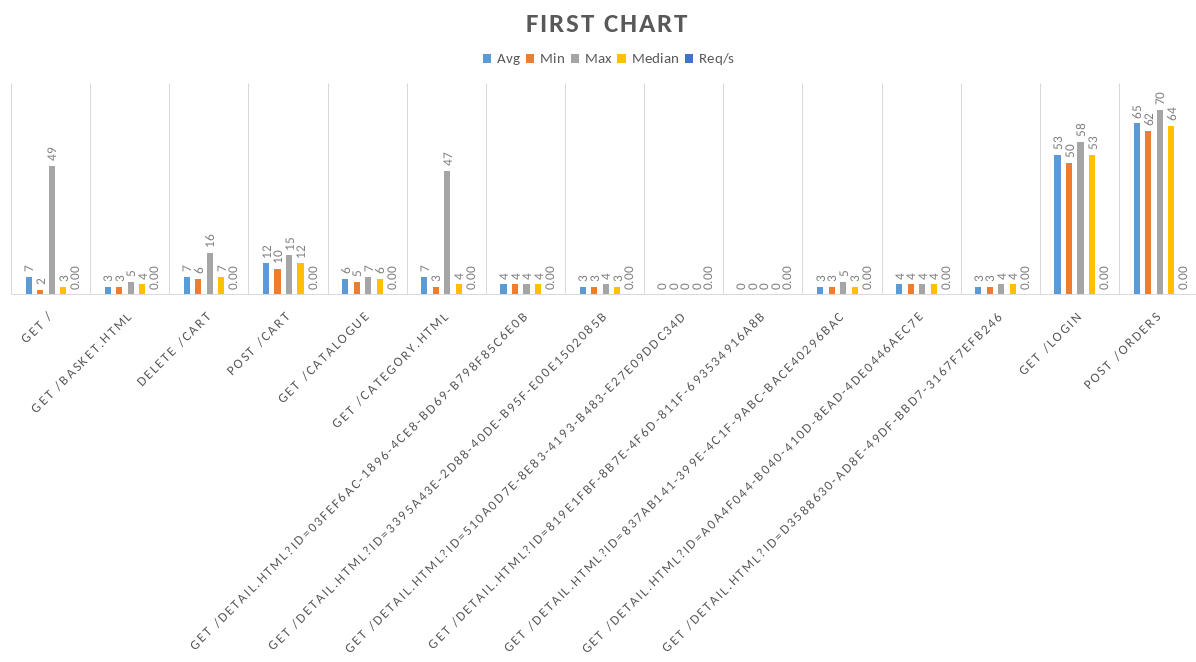 FIRST CHART
Avg Min Max Median Req/s
7 2 49 3 0.00
3 3 5 4 0.00
7 6 16 7 0.00
12 10 15 12 0.00
6 5 7 6 0.00
7 3 47 4 0.00
4 4 4 4 0.00
3 3 4 3 0.00
0 0 0 0 0.00
0 0 0 0 0.00
3 3 5 3 0.00
4 4 4 4 0.00
3 3 4 4 0.00
53 50 58 53 0.00
65 62 70 64 0.00
GET /
GET /BASKET.HTML
DELETE /CART
POST /CART
GET /CATALOGUE
GET /CATEGORY.HTML
GET /DETAIL.HTML?ID=03FEF6AC-1896-4CE8-BD69-B798F85C6E0B
GET /DETAIL.HTML?ID=3395A43E-2D88-40DE-B95F-E00E1502085B
GET /DETAIL.HTML?ID=510A0D7E-8E83-4193-B483-E27E09DDC34D
GET /DETAIL.HTML?ID=819E1FBF-8B7E-4F6D-811F-693534916A8B
GET /DETAIL.HTML?ID=837AB141-399E-4C1F-9ABC-BACE40296BAC
GET /DETAIL.HTML?ID=A0A4F044-B040-410D-8EAD-4DE0446AEC7E
GET /DETAIL.HTML?ID=D3588630-AD8E-49DF-BBD7-3167F7EFB246
GET /LOGIN
POST /ORDERS